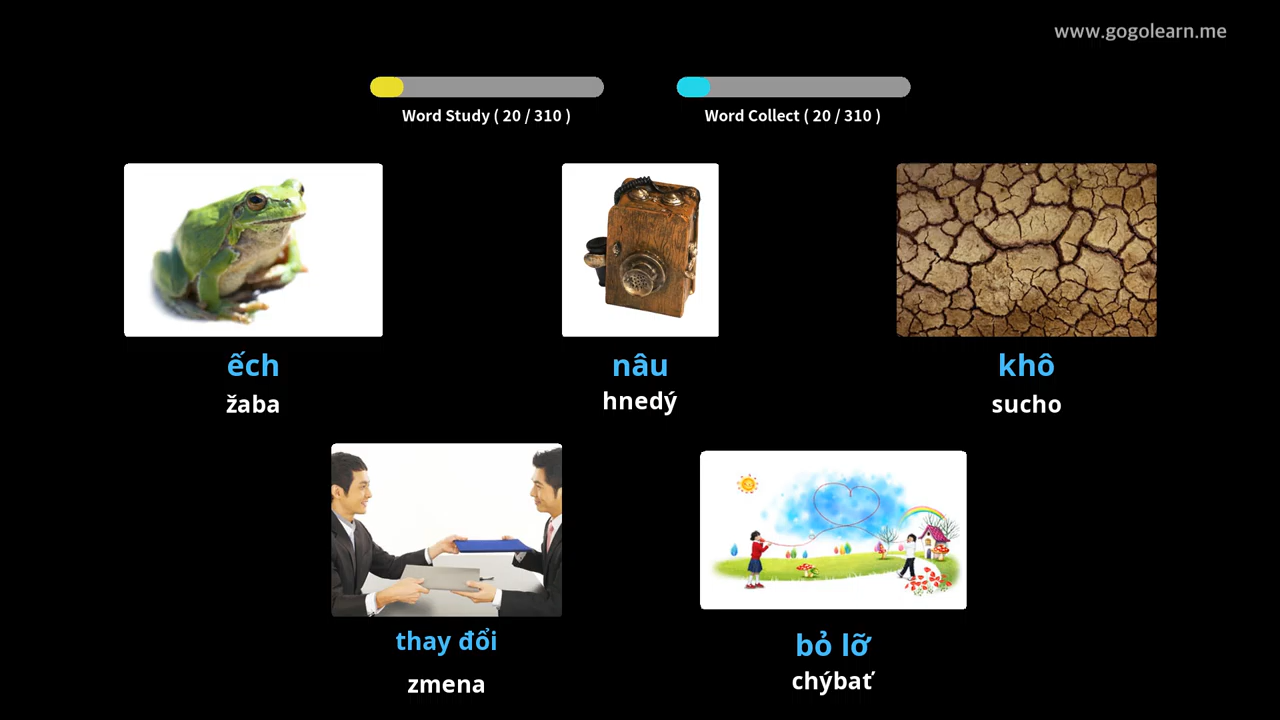 www.gogolearn.me
Word Study ( 20 / 310 )
Word Collect ( 20 / 310 )
ếch
žaba
nâu
hnedý
khô
sucho
thay đổi
zmena
bỏ lỡ
chýbať